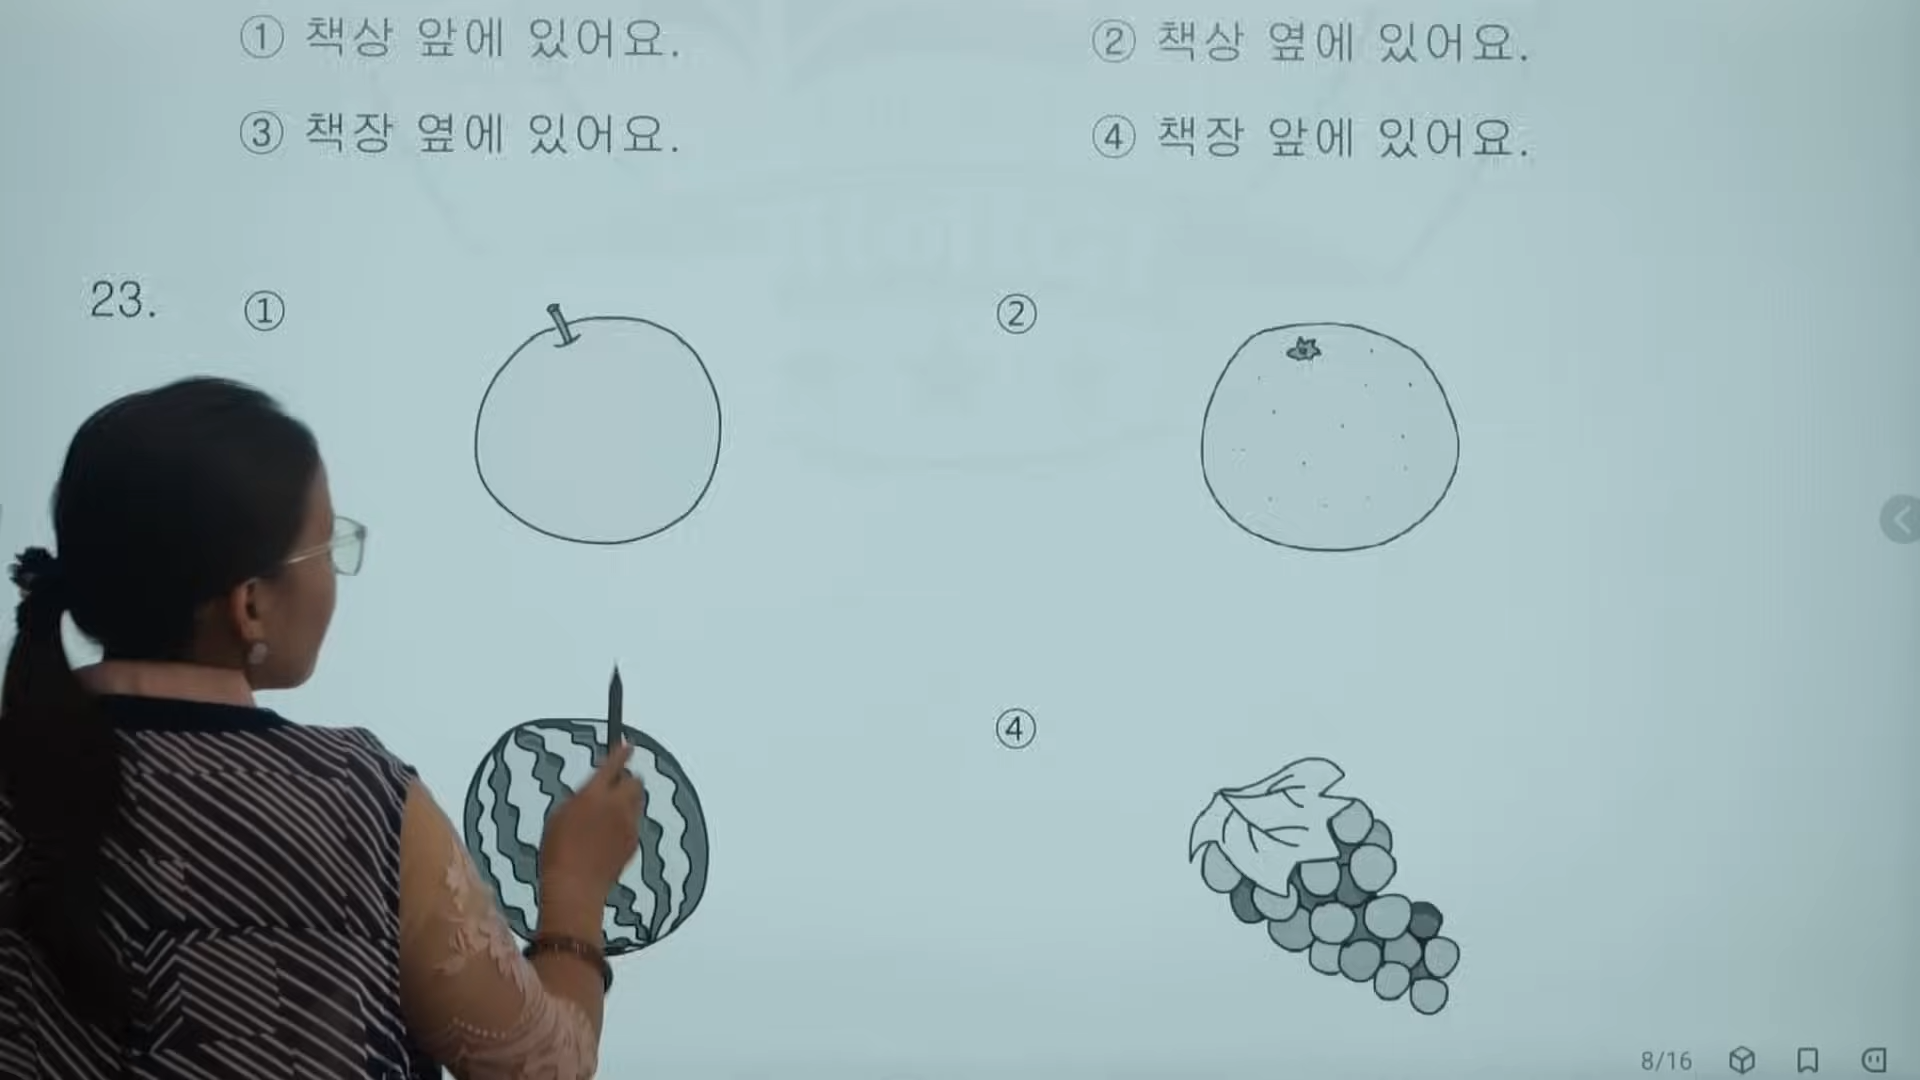 ① 책상 앞에 있어요.
② 책상 옆에 있어요.
③ 책장 옆에 있어요.
④ 책장 앞에 있어요.
23.
①
②
④
8/16